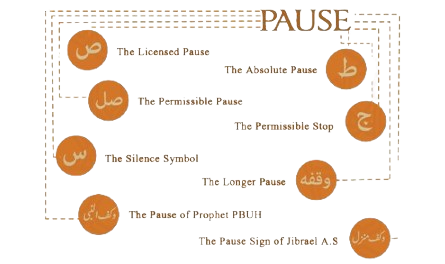 PAUSE
ص
The Licensed Pause
ط
The Absolute Pause
صل
The Permissible Pause
ج
The Permissible Stop
س
The Silence Symbol
وقفه
The Longer Pause
وقف النبی
The Pause of Prophet PBUH
وقف منزل
The Pause Sign of Jibrael A.S